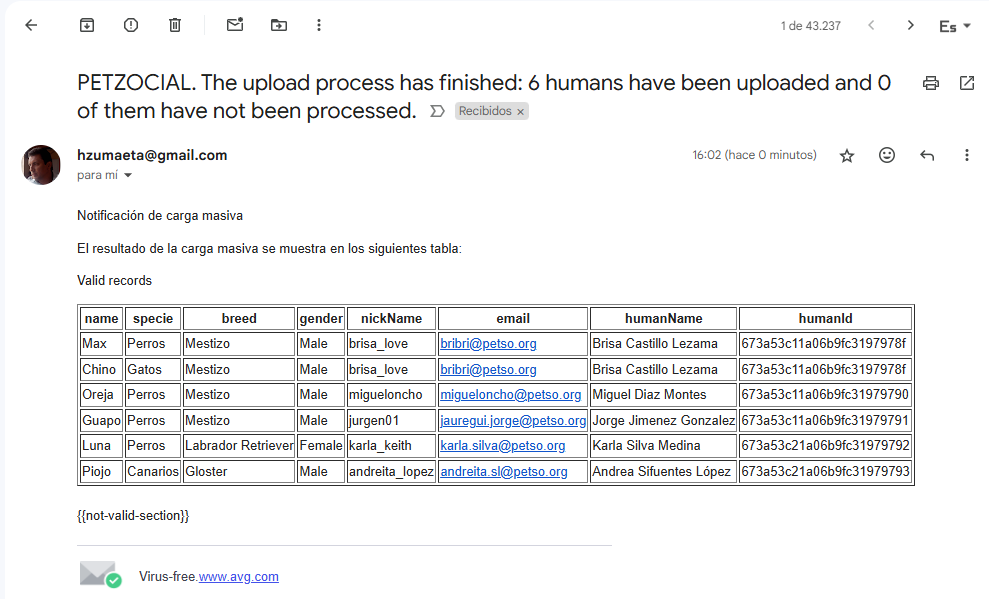 1 de 43.237
Es
PETZOCIAL. The upload process has finished: 6 humans have been uploaded and 0
of them have not been processed. Recibidos ×
hzumaeta@gmail.com 16:02 (hace 0 minutos)
para mí
Notificación de carga masiva
El resultado de la carga masiva se muestra en los siguientes tabla:
Valid records
name specie breed gender nickName email humanName humanId
Max Perros Mestizo Male brisa_love bribri@petso.org Brisa Castillo Lezama 673a53c11a06b9fc3197978f
Chino Gatos Mestizo Male brisa_love bribri@petso.org Brisa Castillo Lezama 673a53c11a06b9fc3197978f
Oreja Perros Mestizo Male migueloncho migueloncho@petso.org Miguel Diaz Montes 673a53c11a06b9fc31979790
Guapo Perros Mestizo Male jurgen01 jauregui.jorge@petso.org Jorge Jimenez Gonzalez 673a53c11a06b9fc31979791
Luna Perros Labrador Retriever Female karla_keith karla.silva@petso.org Karla Silva Medina 673a53c21a06b9fc31979792
Piojo Canarios Gloster Male andreita_lopez andreita.sl@petso.org Andrea Sifuentes López 673a53c21a06b9fc31979793
{{not-valid-section}}
Virus-free.www.avg.com